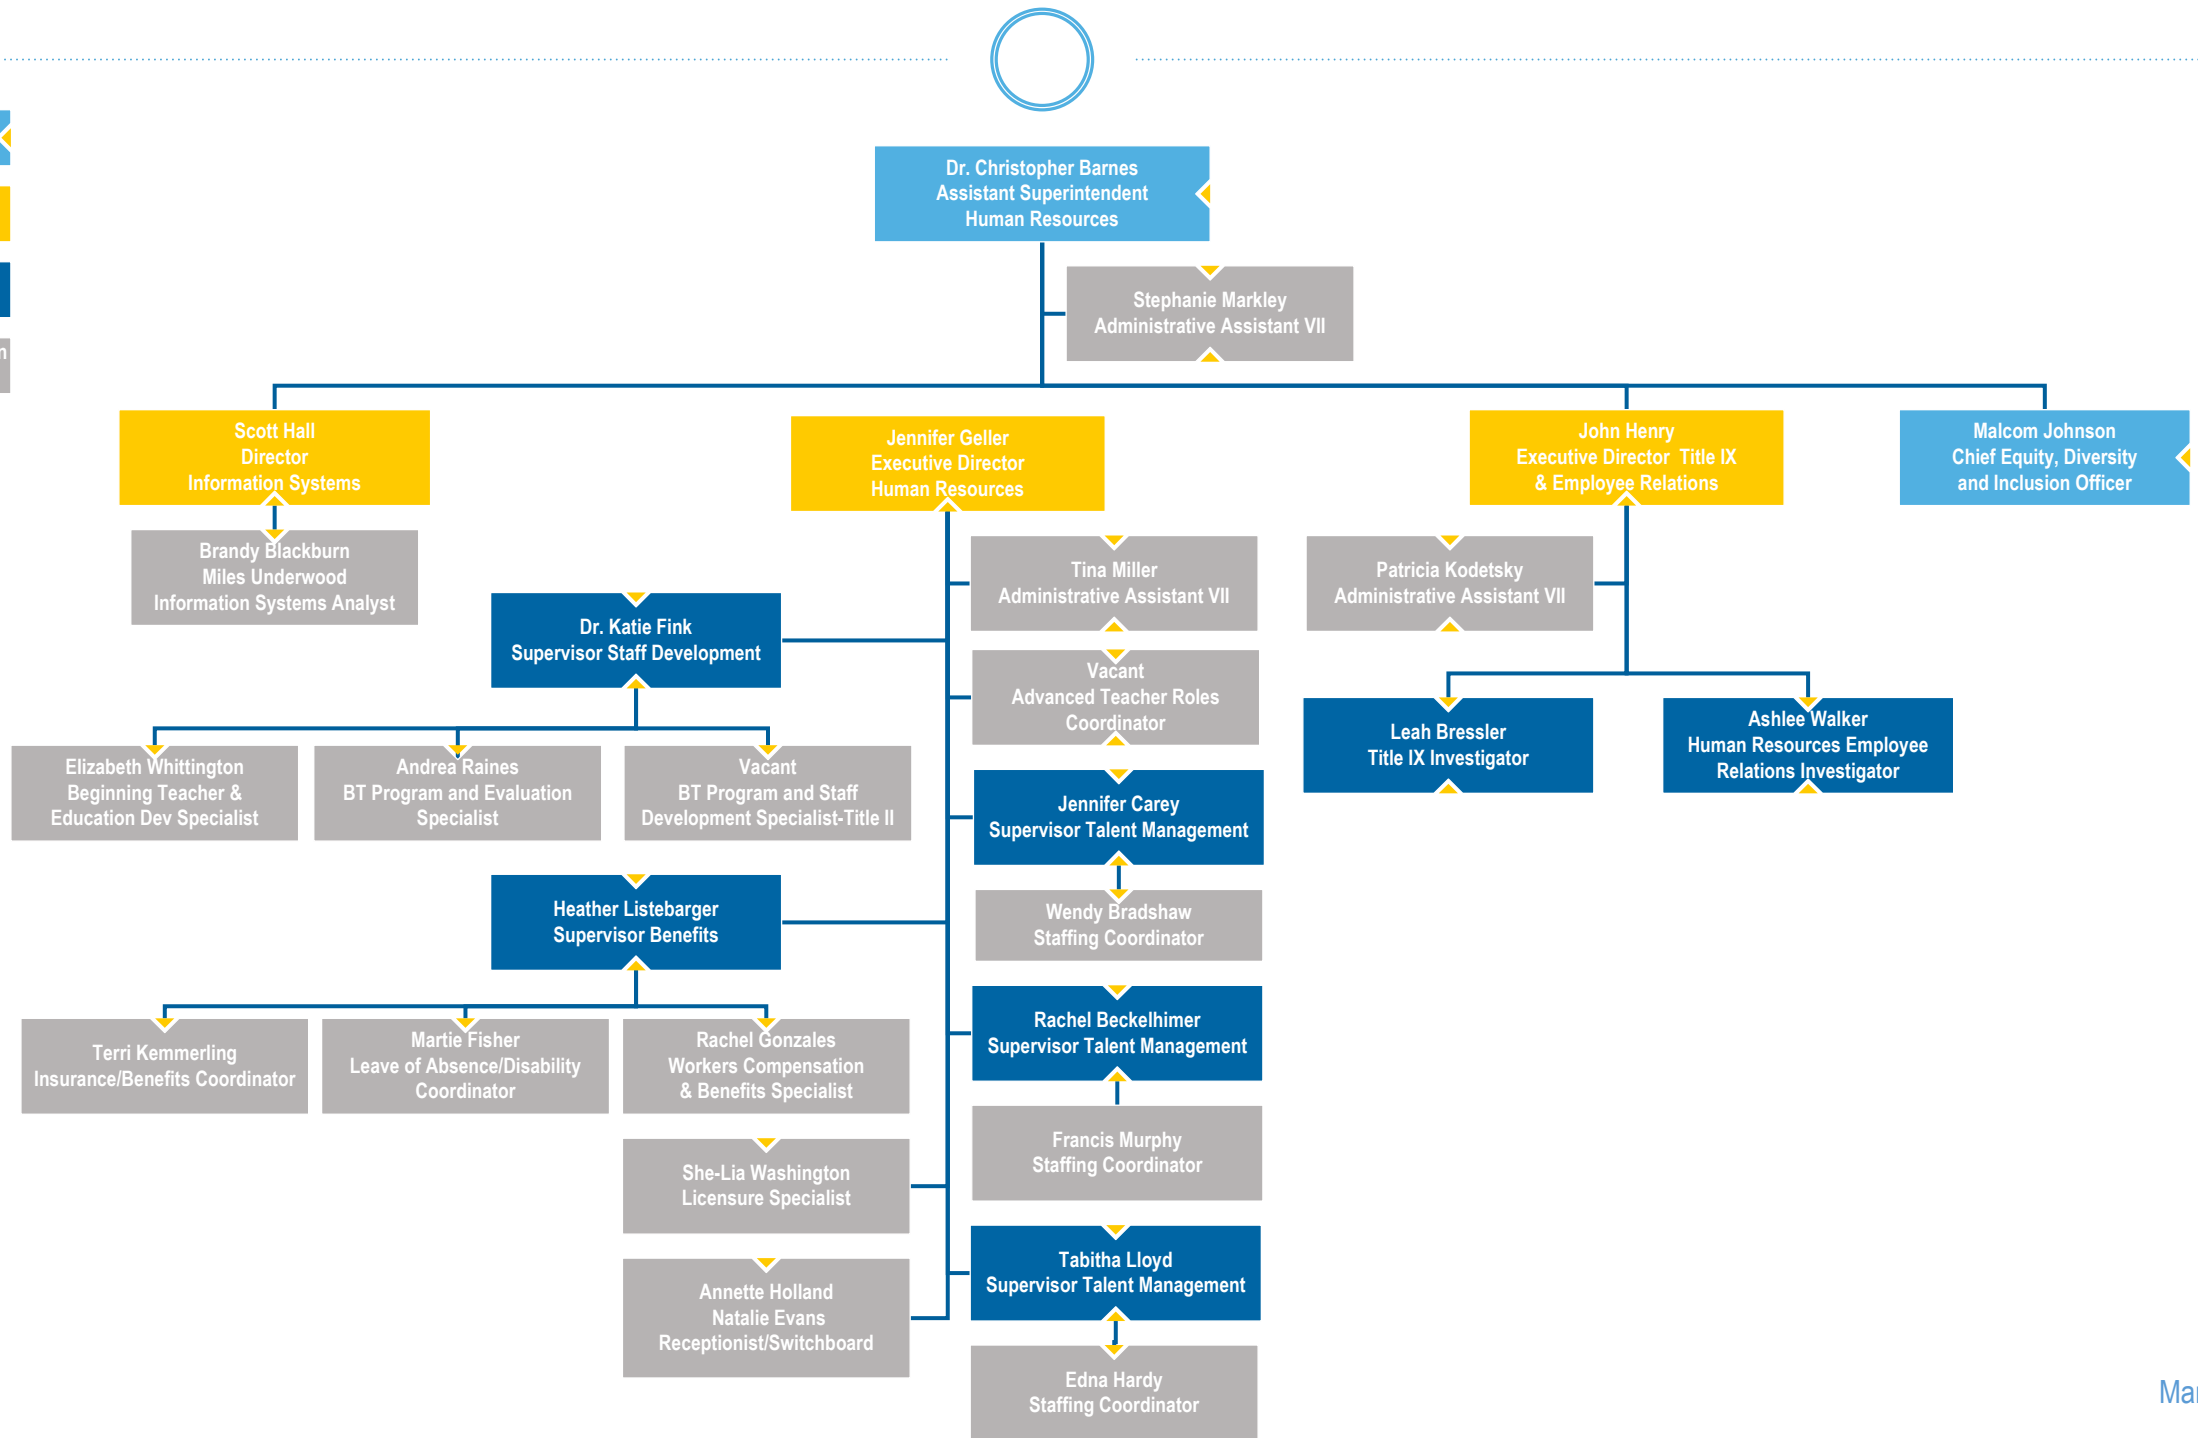 Dr. Christopher Barnes
Assistant Superintendent
Human Resources
Stephanie Markley
Administrative Assistant VII
Scott Hall
Director
Information Systems
Jennifer Geller
Executive Director
Human Resources
John Henry
Executive Director Title IX
& Employee Relations
Malcom Johnson
Chief Equity, Diversity
and Inclusion Officer
Brandy Blackburn
Miles Underwood
Information Systems Analyst
Tina Miller
Administrative Assistant VII
Patricia Kodetsky
Administrative Assistant VII
Dr. Katie Fink
Supervisor Staff Development
Vacant
Advanced Teacher Roles
Coordinator
Leah Bressler
Title IX Investigator
Ashlee Walker
Human Resources Employee
Relations Investigator
Elizabeth Whittington
Beginning Teacher &
Education Dev Specialist
Andrea Raines
BT Program and Evaluation
Specialist
Vacant
BT Program and Staff
Development Specialist-Title II
Jennifer Carey
Supervisor Talent Management
Heather Listebarger
Supervisor Benefits
Wendy Bradshaw
Staffing Coordinator
Rachel Beckelhimer
Supervisor Talent Management
Terri Kemmerling
Insurance/Benefits Coordinator
Martie Fisher
Leave of Absence/Disability
Coordinator
Rachel Gonzales
Workers Compensation
& Benefits Specialist
Francis Murphy
Staffing Coordinator
She-Lia Washington
Licensure Specialist
Tabitha Lloyd
Supervisor Talent Management
Annette Holland
Natalie Evans
Receptionist/Switchboard
Edna Hardy
Staffing Coordinator